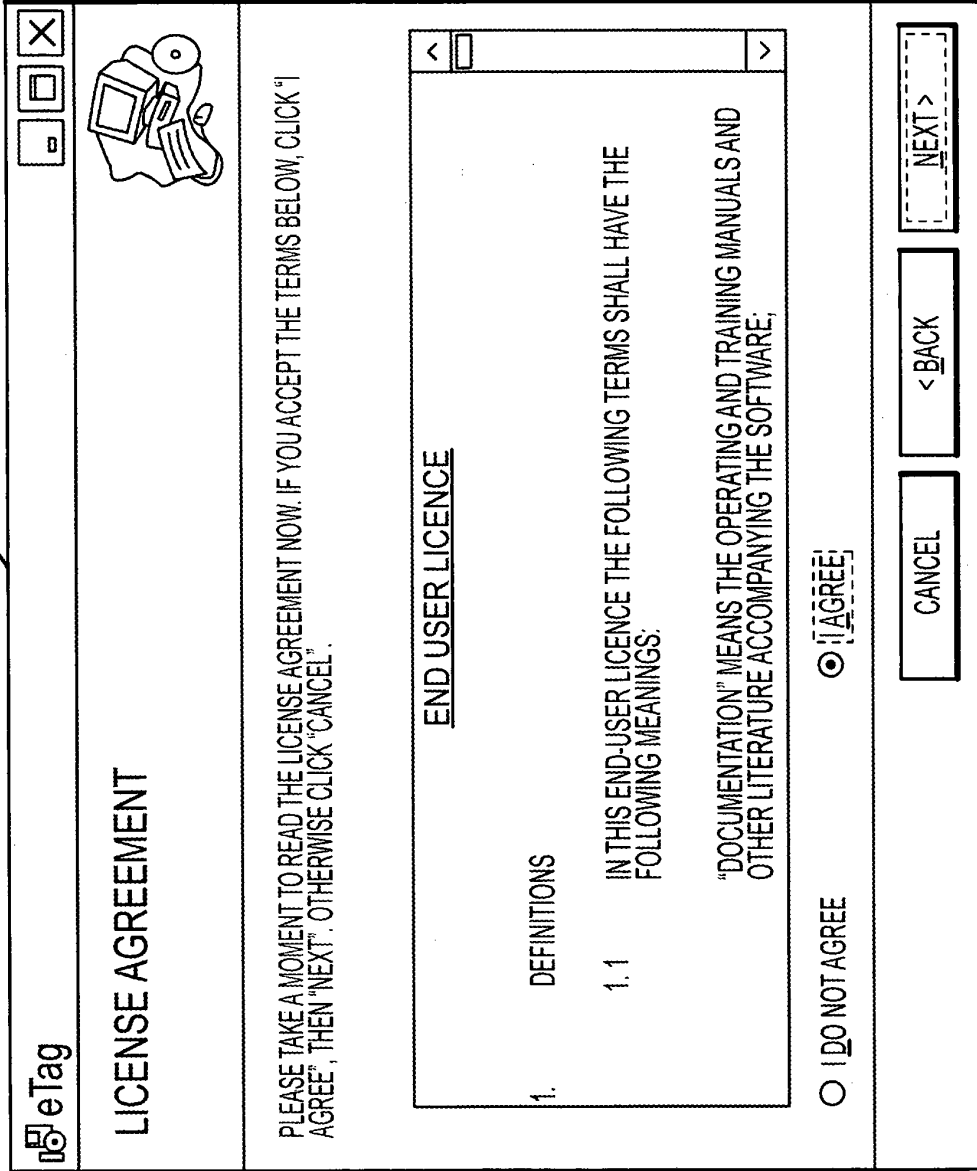 eTag
LICENSE AGREEMENT
PLEASE TAKE A MOMENT TO READ THE LICENSE AGREEMENT NOW. IF YOU ACCEPT THE TERMS BELOW, CLICK "I
AGREE", THEN "NEXT". OTHERWISE CLICK "CANCEL".
END USER LICENCE
1. DEFINITIONS
1.1 IN THIS END-USER LICENCE THE FOLLOWING TERMS SHALL HAVE THE
FOLLOWING MEANINGS:
"DOCUMENTATION" MEANS THE OPERATING AND TRAINING MANUALS AND
OTHER LITERATURE ACCOMPANYING THE SOFTWARE;
I DO NOT AGREE I AGREE
CANCEL < BACK NEXT >